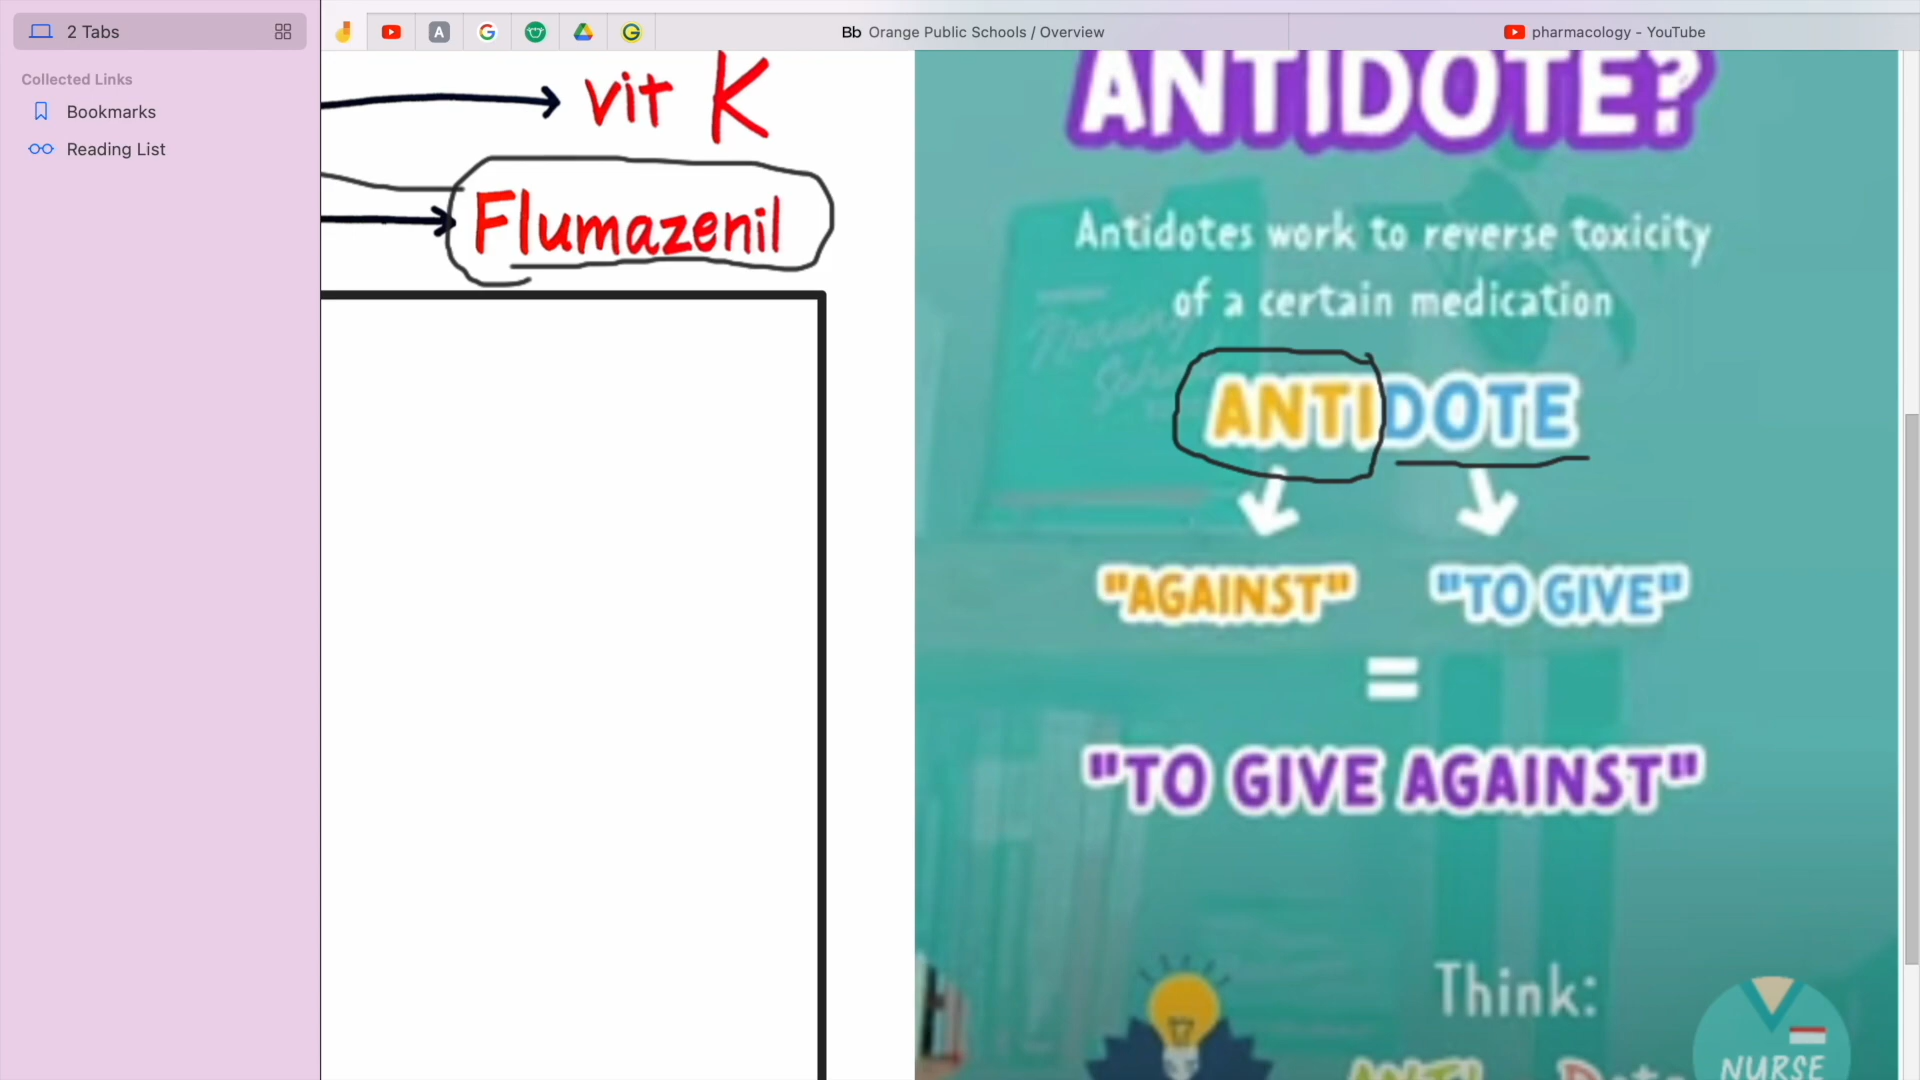 2 Tabs
Collected Links
Bookmarks
Reading List
A
G
G
Bb Orange Public Schools / Overview
pharmacology - YouTube
vit K
Flumazenil
ANTIDOTE?
Antidotes work to reverse toxicity
of a certain medication
Nursing
ANTIDOTE
"AGAINST" "TO GIVE"
=
"TO GIVE AGAINST"
Think:
NURSE